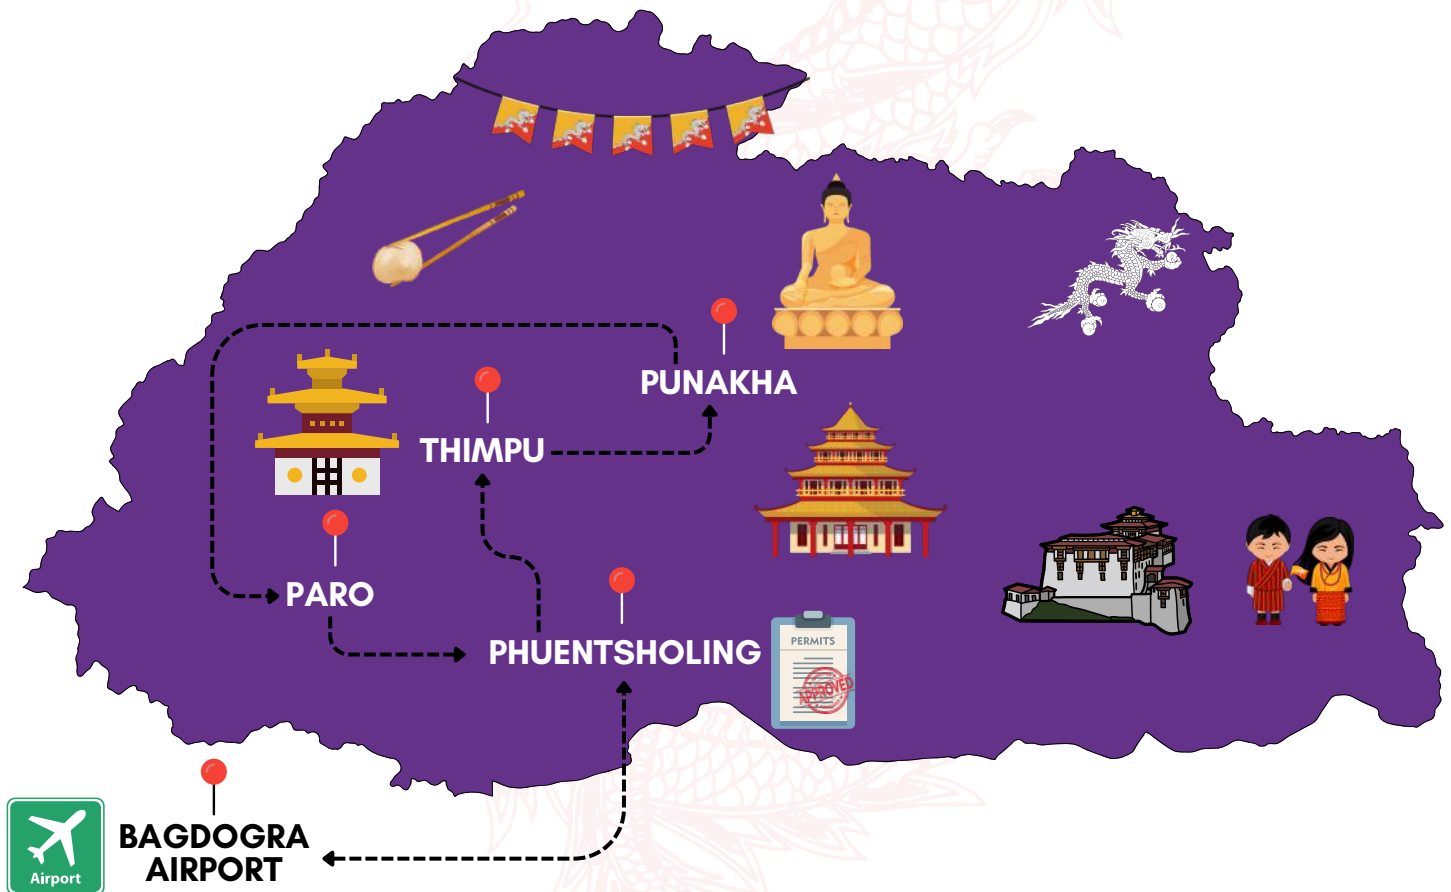 PUNAKHA
THIMPU
PARO
PHUENTSHOLING
PERMITS
APPROVED
BAGDOGRA
AIRPORT
Airport